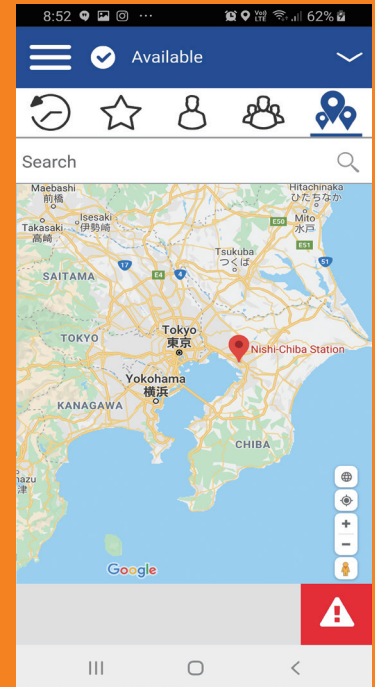 8:52
62%
Available
Search
Maebashi
前橋
Hitachinaka
ひたちなか
Isesaki
伊勢崎
Takasaki
高崎
Mito
水戸
E50
E51
Tsukuba
つくば
17
E4
4
51
SAITAMA
TOKYO
Tokyo
東京
Nishi-Chiba Station
Yokohama
横浜
KANAGAWA
CHIBA
Google